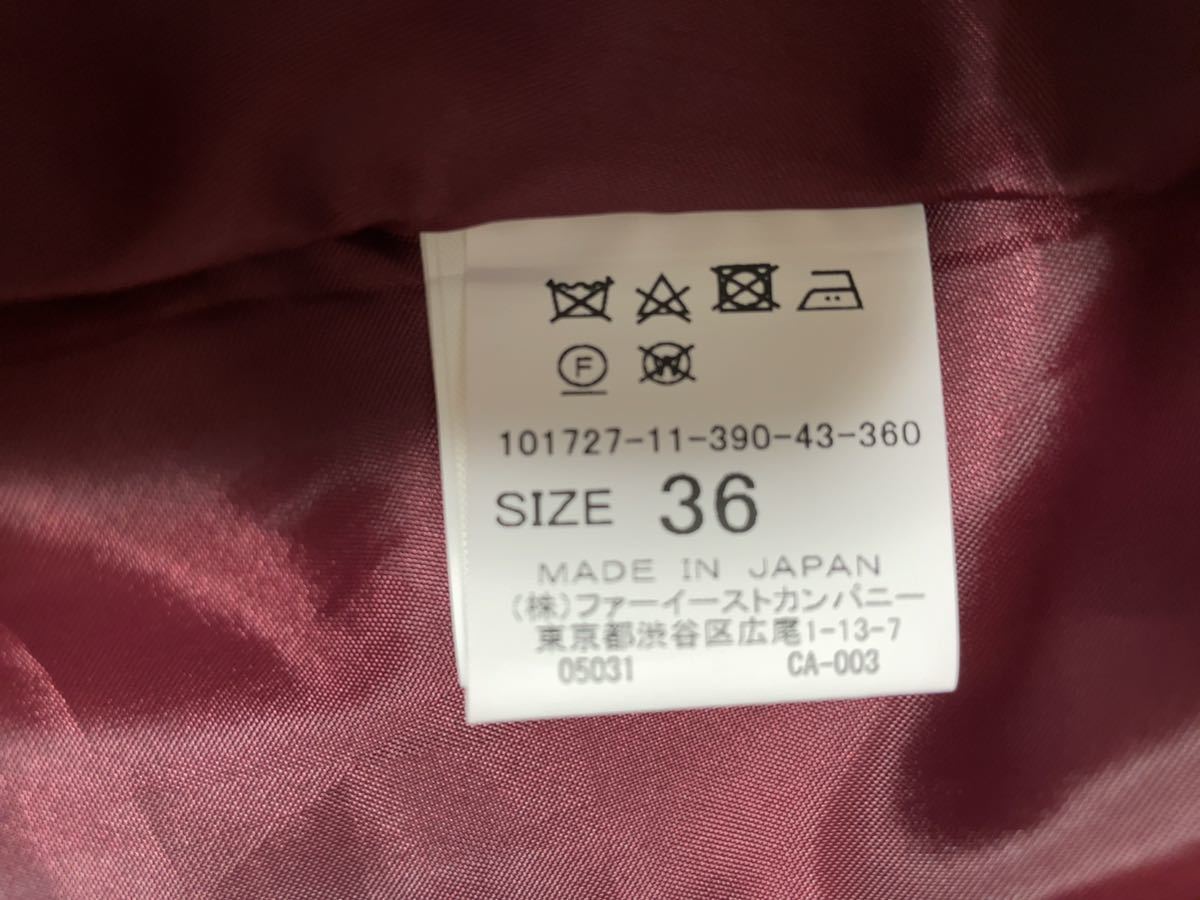 F W
101727-11-390-43-360
SIZE 36
MADE IN JAPAN
(株)ファーイーストカンパニー
東京都渋谷区広尾1-13-7
05031 CA-003